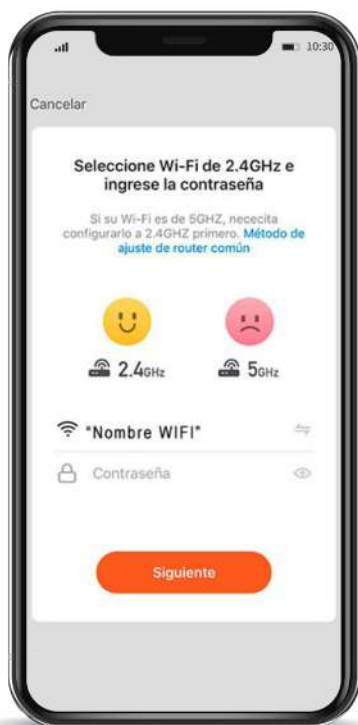 10:30
Cancelar
Seleccione Wi-Fi de 2.4GHz e
ingrese la contraseña
Si su Wi-Fi es de 5GHZ, nececita
configurarlo a 2.4GHZ primero. Método de
ajuste de router común
2.4GHz
5GHz
"Nombre WIFI"
Contraseña
Siguiente